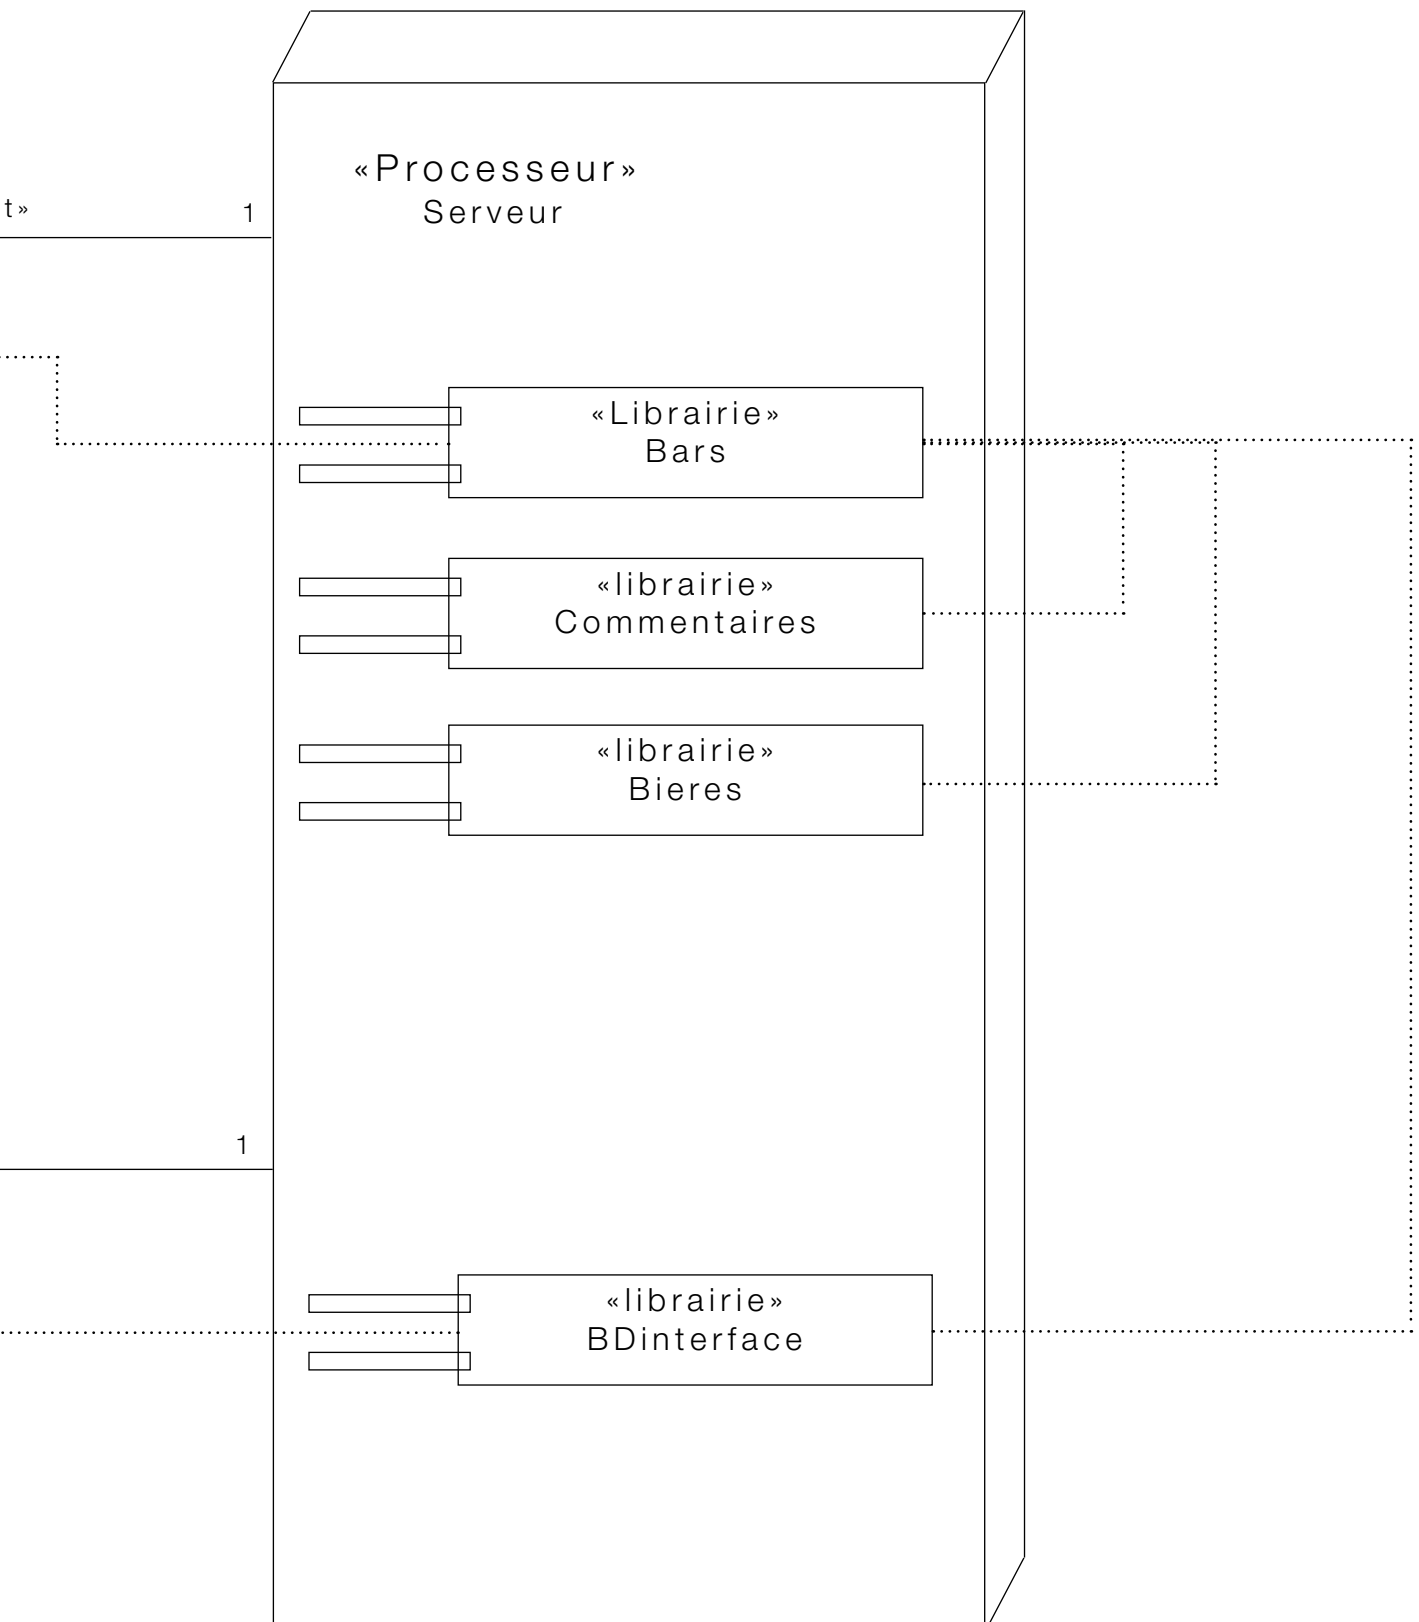 «Processeur»
t» 1 Serveur
«Librairie»
Bars
«librairie»
Commentaires
«librairie»
Bieres
1
«librairie»
BDinterface